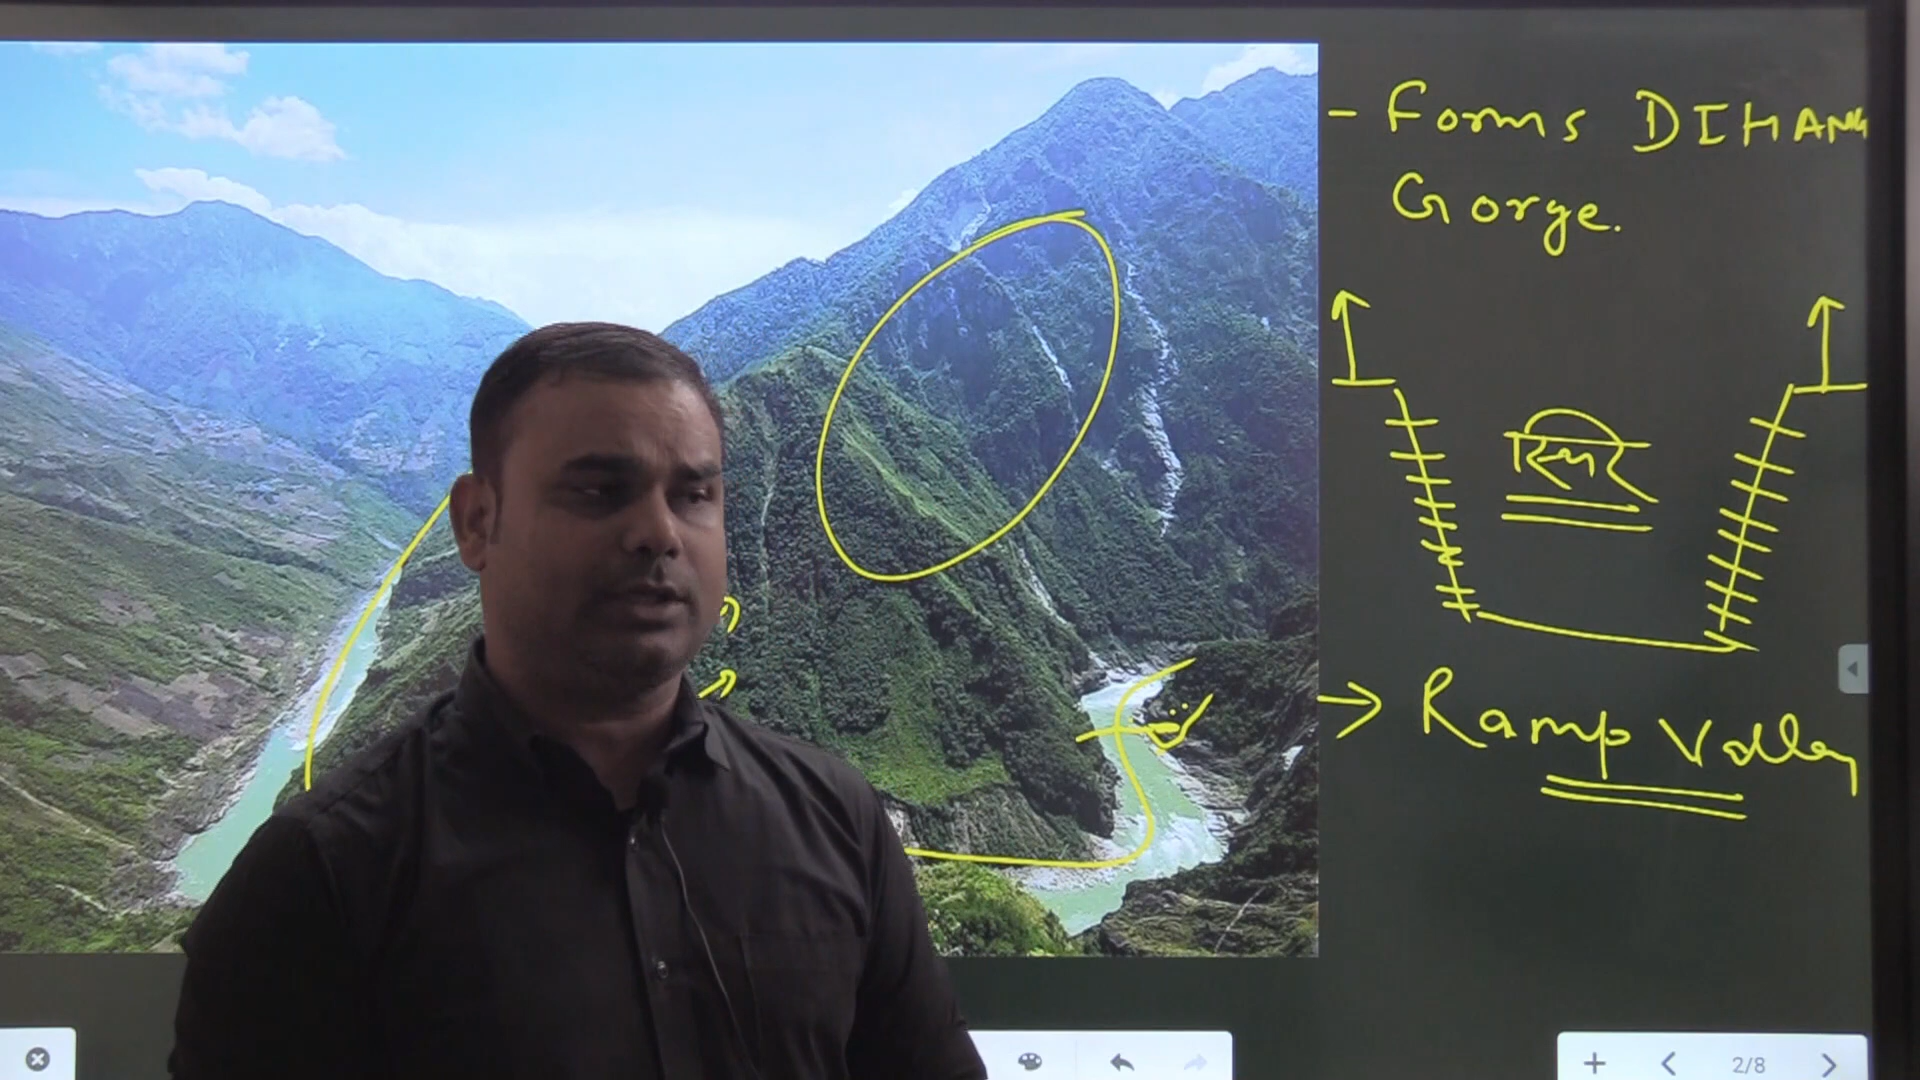 - Forms DIHANG
Gorge.
स्थिर
→ Ramp Valley
2/8